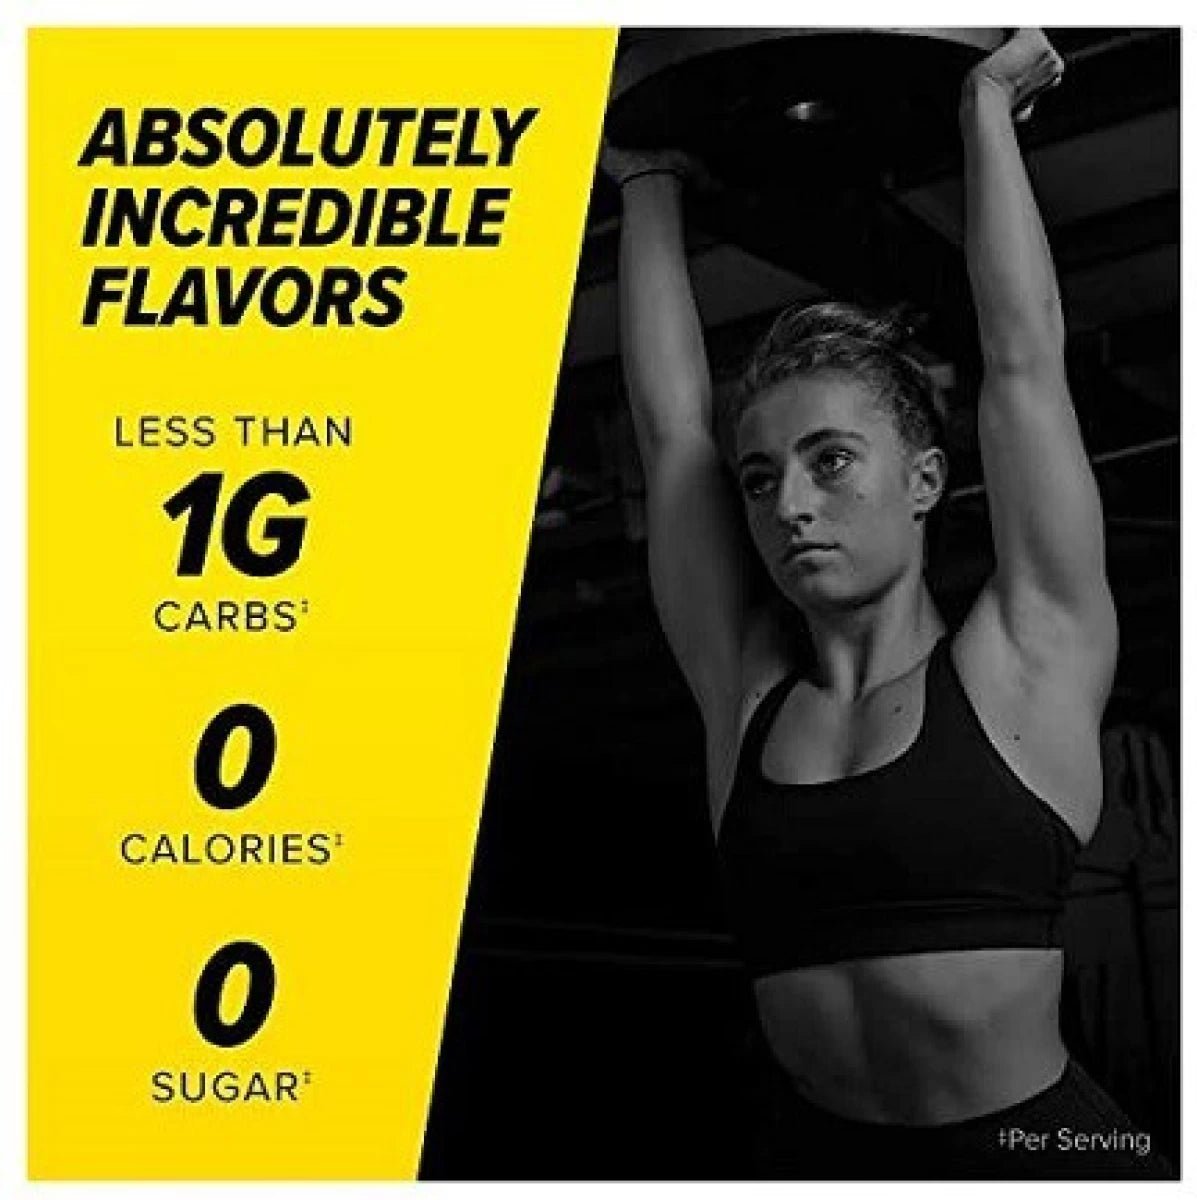 ABSOLUTELY
INCREDIBLE
FLAVORS
LESS THAN
1G
CARBS‡
0
CALORIES‡
0
SUGAR‡
‡Per Serving